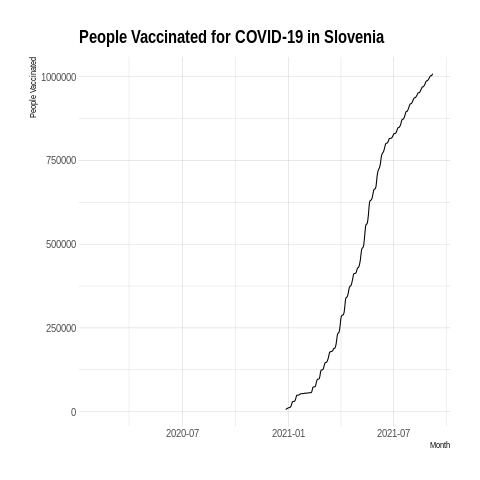 People Vaccinated for COVID-19 in Slovenia
People Vaccinated
1000000
750000
500000
250000
0
2020-07 2021-01 2021-07
Month